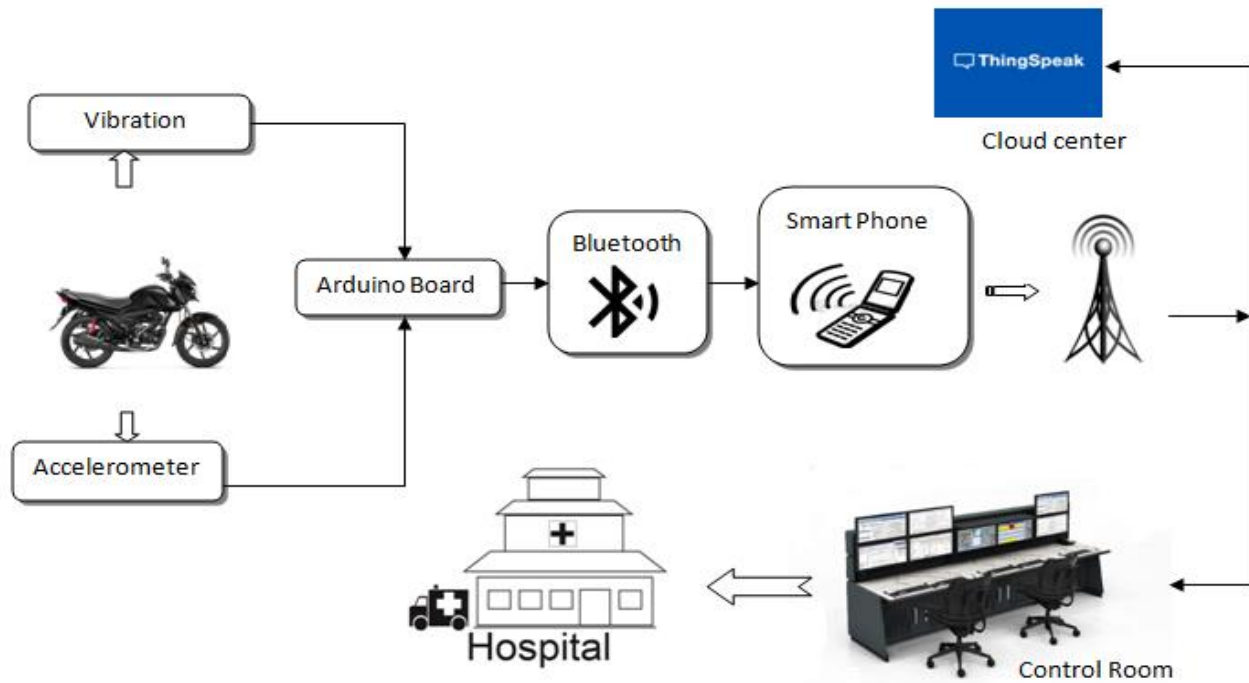 ThingSpeak
Cloud center
Vibration
Smart Phone
Bluetooth
Arduino Board
Accelerometer
Hospital
Control Room